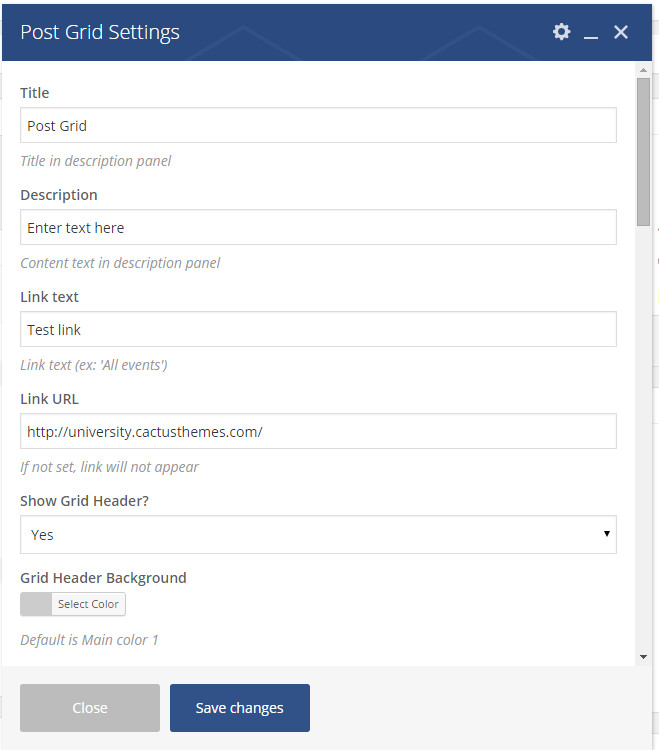 Post Grid Settings
Title
Post Grid
Title in description panel
Description
Enter text here
Content text in description panel
Link text
Test link
Link text (ex: 'All events')
Link URL
http://university.cactusthemes.com/
If not set, link will not appear
Show Grid Header?
Yes
Grid Header Background
Select Color
Default is Main color 1
Close
Save changes